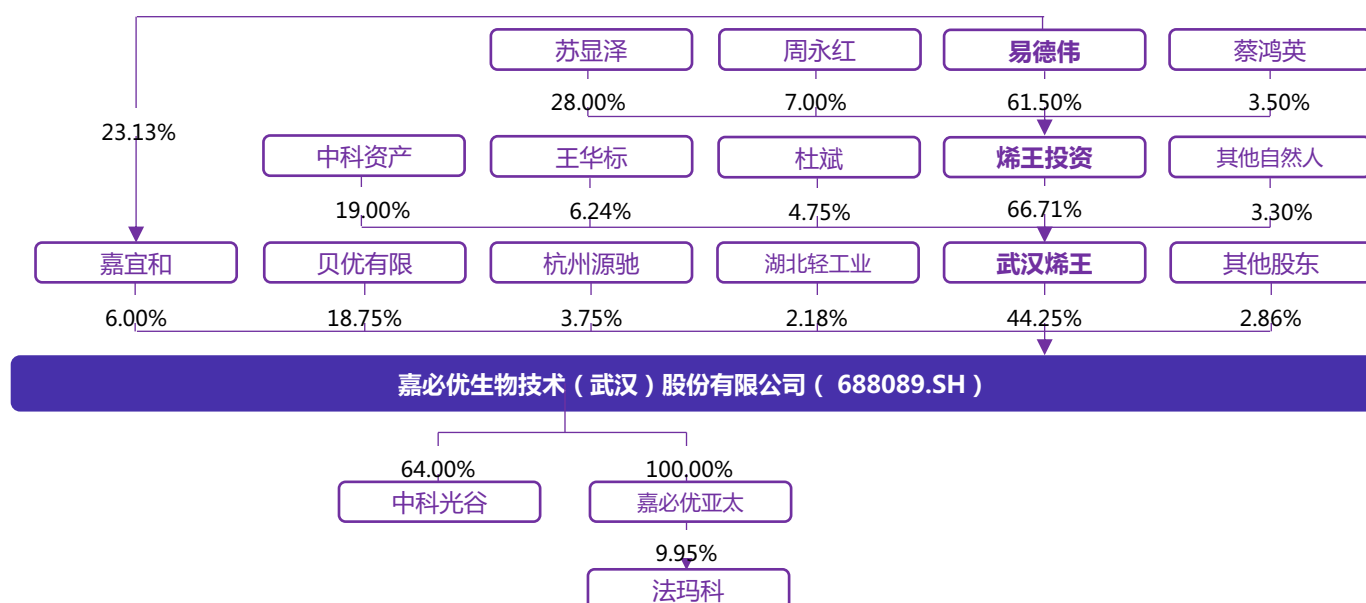 苏显泽 周永红 易德伟 蔡鸿英
28.00% 7.00% 61.50% 3.50%
23.13%
中科资产 王华标 杜斌 烯王投资 其他自然人
19.00% 6.24% 4.75% 66.71% 3.30%
嘉宜和 贝优有限 杭州源驰 湖北轻工业 武汉烯王 其他股东
6.00% 18.75% 3.75% 2.18% 44.25% 2.86%
嘉必优生物技术（武汉）股份有限公司（ 688089.SH ）
64.00% 100.00%
中科光谷 嘉必优亚太
9.95%
法玛科